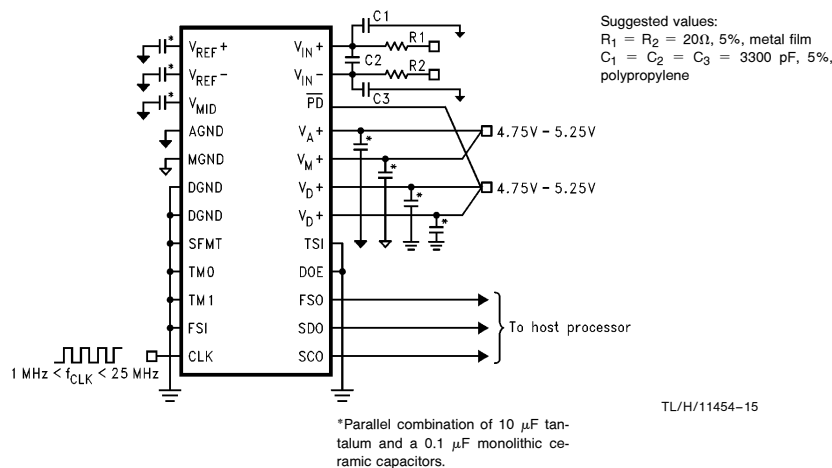 C1
Suggested values:
R1 = R2 = 20Ω, 5%, metal film
C1 = C2 = C3 = 3300 pF, 5%,
polypropylene
* VREF+ VIN+ R1
C2
* VREF- VIN- R2
C3
* VMID PD
AGND VA+ 4.75V - 5.25V
*
MGND VM+
*
DGND VD+ 4.75V - 5.25V
*
DGND VD+
*
SFMT TSI
TM0 DOE
TM1 FSO
FSI SDO To host processor
CLK SCO
1 MHz < fCLK < 25 MHz
TL/H/11454-15
*Parallel combination of 10 μF tan-
talum and a 0.1 μF monolithic ce-
ramic capacitors.